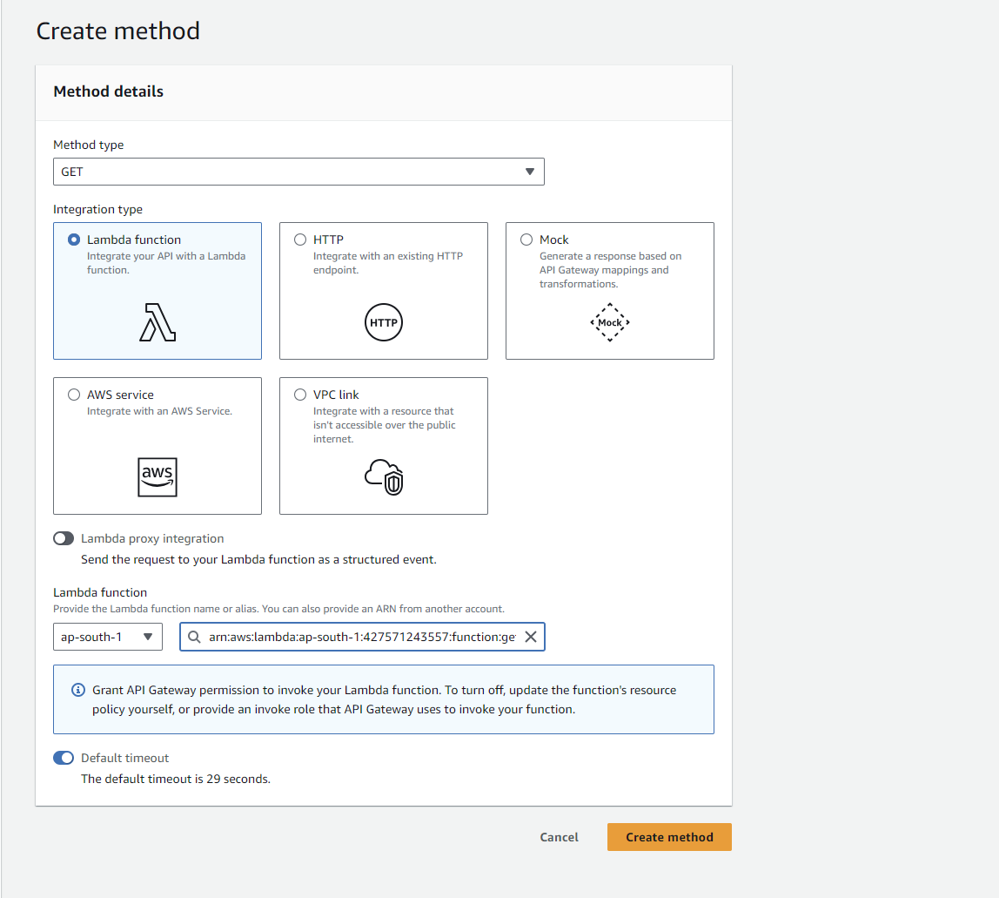 Create method
Method details
Method type
GET
Integration type
Lambda function
Integrate your API with a Lambda
function.
HTTP
Integrate with an existing HTTP
endpoint.
HTTP
Mock
Generate a response based on
API Gateway mappings and
transformations.
Mock
AWS service
Integrate with an AWS Service.
aws
VPC link
Integrate with a resource that
isn't accessible over the public
internet.
Lambda proxy integration
Send the request to your Lambda function as a structured event.
Lambda function
Provide the Lambda function name or alias. You can also provide an ARN from another account.
ap-south-1
arn:aws:lambda:ap-south-1:427571243557:function:ge
Grant API Gateway permission to invoke your Lambda function. To turn off, update the function's resource
policy yourself, or provide an invoke role that API Gateway uses to invoke your function.
Default timeout
The default timeout is 29 seconds.
Cancel
Create method